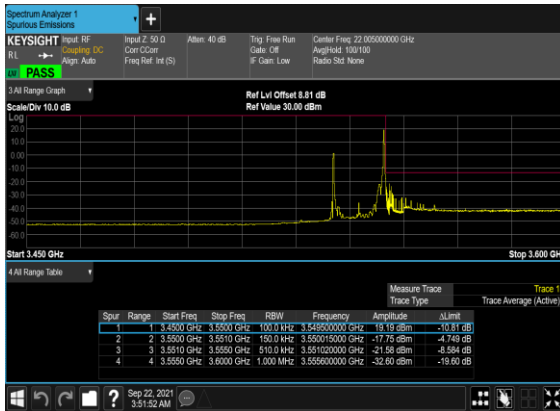 Spectrum Analyzer 1
Spurious Emissions
+
KEYSIGHT Input: RF Input Z: 50 Ω Atten: 40 dB Trig: Free Run Center Freq: 22.005000000 GHz
RL Coupling: DC Corr CCorr Gate: Off Avg|Hold: 100/100
Align: Auto Freq Ref: Int (S) IF Gain: Low Radio Std: None
PASS
3 All Range Graph
Ref Lvl Offset 8.81 dB
Scale/Div 10.0 dB Ref Value 30.00 dBm
Log
20.0
10.0
0.00
-10.0
-20.0
-30.0
-40.0
-50.0
-60.0
Start 3.450 GHz Stop 3.600 GH
4 All Range Table
Measure Trace Trace 1
Trace Type Trace Average (Active)
Spur Range Start Freq Stop Freq RBW Frequency Amplitude ΔLimit
1 1 3.4500 GHz 3.5500 GHz 100.0 kHz 3.549500000 GHz 19.19 dBm -10.81 dB
2 2 3.5500 GHz 3.5510 GHz 150.0 kHz 3.550015000 GHz -17.75 dBm -4.749 dB
3 3 3.5510 GHz 3.5550 GHz 510.0 kHz 3.551020000 GHz -21.58 dBm -8.584 dB
4 4 3.5550 GHz 3.6000 GHz 1.000 MHz 3.555600000 GHz -32.60 dBm -19.60 dB
? Sep 22, 2021
3:51:52 AM